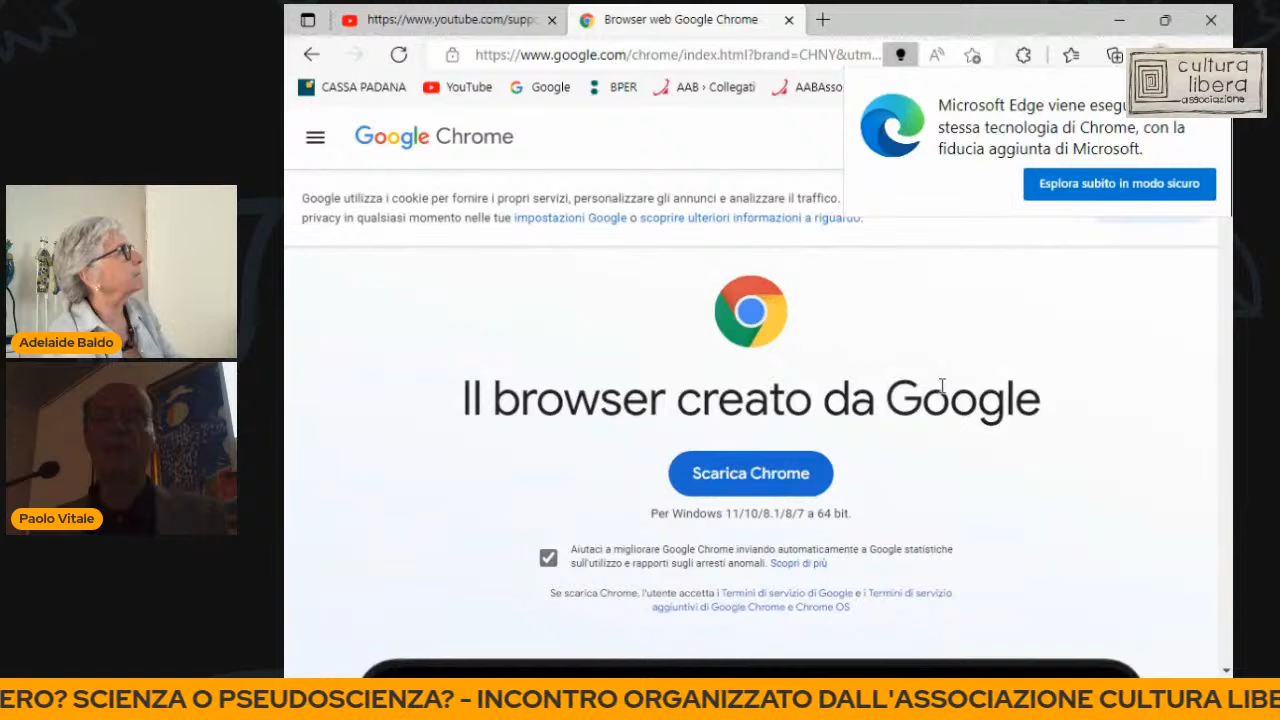 https://www.youtube.com/supp
Browser web Google Chrome
https://www.google.com/chrome/index.html?brand=CHNY&utm...
CASSA PADANA
YouTube
Google
BPER
AAB › Collegati
AABAsso
cultura
libera
associazione
Google Chrome
Microsoft Edge viene esegu
stessa tecnologia di Chrome, con la
fiducia aggiunta di Microsoft.
Esplora subito in modo sicuro
Google utilizza i cookie per fornire i propri servizi, personalizzare gli annunci e analizzare il traffico.
privacy in qualsiasi momento nelle tue impostazioni Google o scoprire ulteriori informazioni a riguardo.
Il browser creato da Google
Scarica Chrome
Per Windows 11/10/8.1/8/7 a 64 bit.
Aiutaci a migliorare Google Chrome inviando automaticamente a Google statistiche
sull'utilizzo e rapporti sugli arresti anomali. Scopri di più
Se scarica Chrome, l'utente accetta i Termini di servizio di Google e i Termini di servizio
aggiuntivi di Google Chrome e Chrome OS
Adelaide Baldo
Paolo Vitale
ERO? SCIENZA O PSEUDOSCIENZA? - INCONTRO ORGANIZZATO DALL'ASSOCIAZIONE CULTURA LIBE